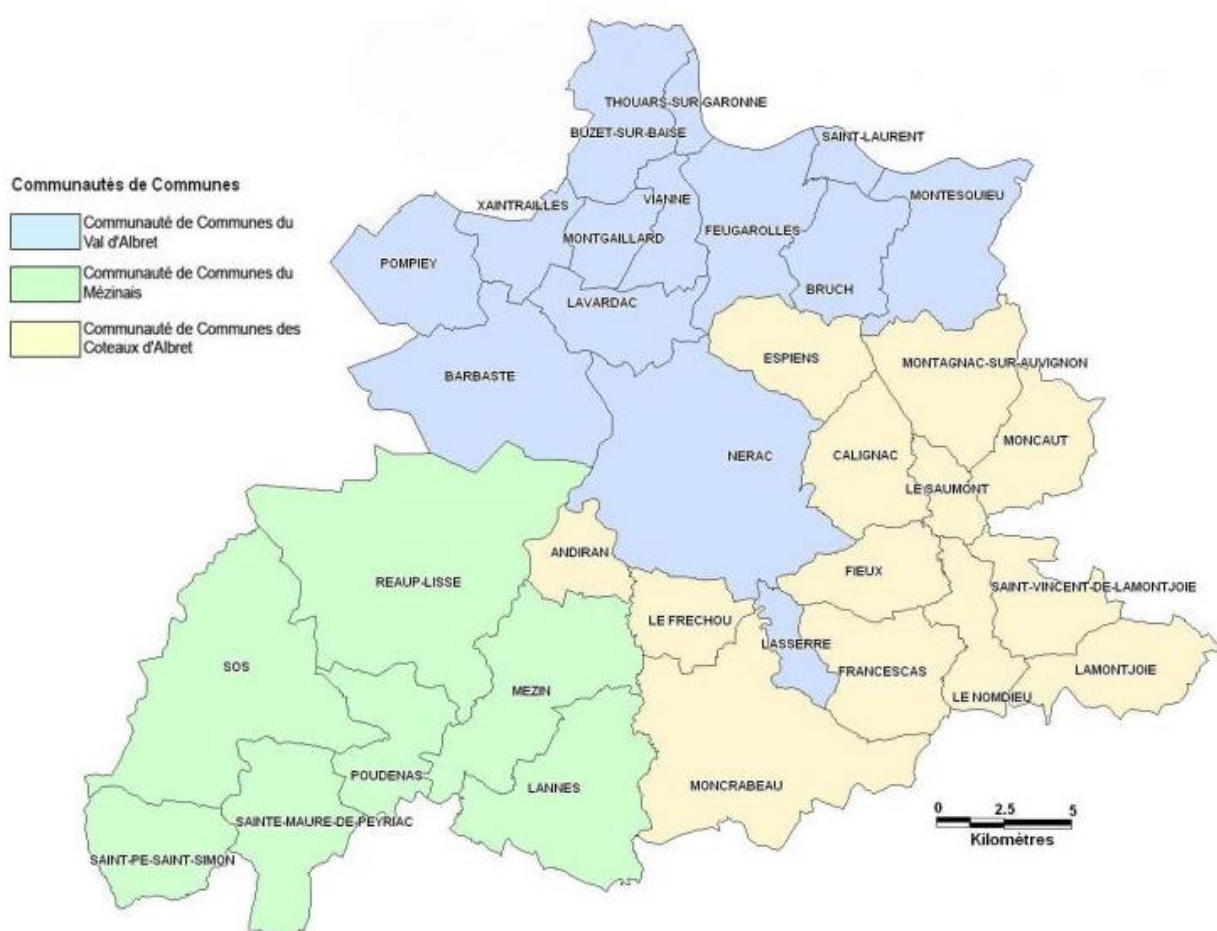 Communautés de Communes
Communauté de Communes du
Val d'Albret
Communauté de Communes du
Mézinais
Communauté de Communes des
Coteaux d'Albret
THOUARS-SUR-GARONNE
BUZET-SUR-BAISE
SAINT-LAURENT
XAINTRAILLES
VIANNE
MONTESQUIEU
MONTGAILLARD
FEUGAROLLES
POMPIEY
BRUCH
LAVARDAC
ESPIENS
MONTAGNAC-SUR-AUVIGNON
BARBASTE
MONCAUT
NERAC
CALIGNAC
LE SAUMONT
ANDIRAN
REAUP-LISSE
FIEUX
SAINT-VINCENT-DE-LAMONTJOIE
LE FRECHOU
LASSERRE
SOS
FRANCESCAS
LAMONTJOIE
MEZIN
LE NOMDIEU
POUDENAS
LANNES
MONCRABEAU
SAINTE-MAURE-DE-PEYRIAC
SAINT-PE-SAINT-SIMON
0 2.5 5
Kilomètres